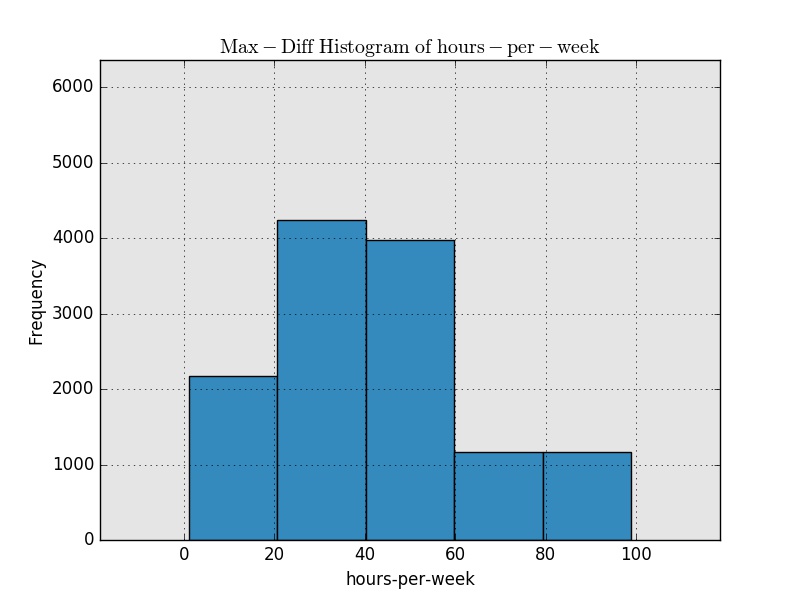 Max − Diff Histogram of hours − per − week
6000
5000
4000
3000
2000
1000
0
Frequency
0 20 40 60 80 100
hours-per-week